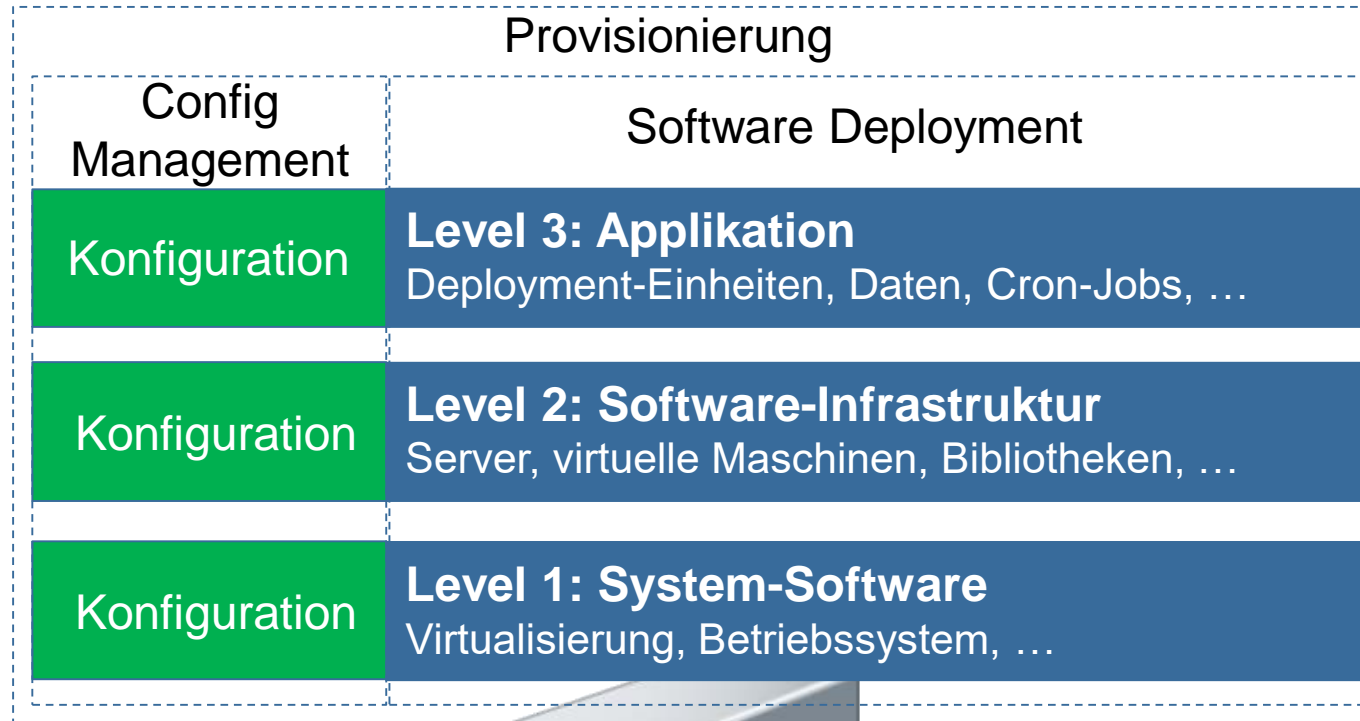 Provisionierung
Config
Management
Software Deployment
Konfiguration
Level 3: Applikation
Deployment-Einheiten, Daten, Cron-Jobs, …
Konfiguration
Level 2: Software-Infrastruktur
Server, virtuelle Maschinen, Bibliotheken, …
Konfiguration
Level 1: System-Software
Virtualisierung, Betriebssystem, …